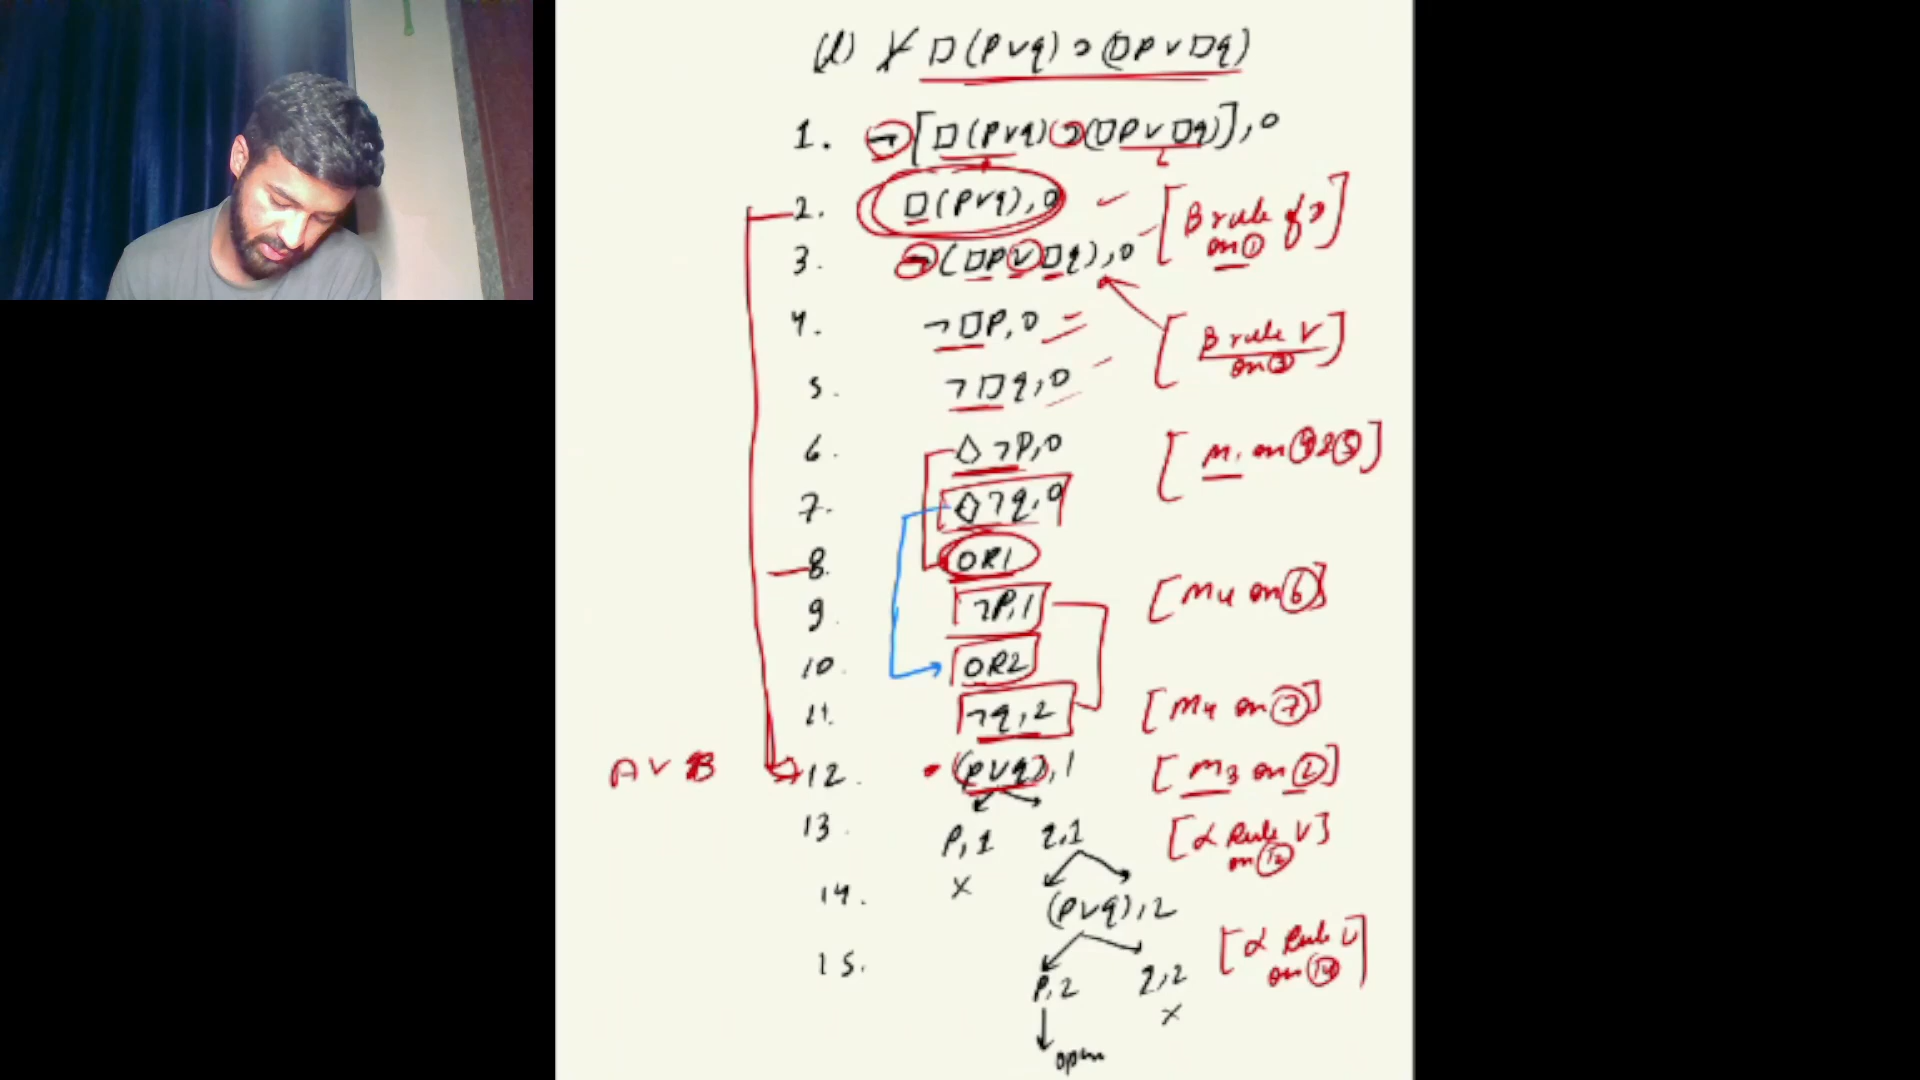 (l) ⊬ □(p∨q) ⊃ (□p ∨ □q)
1. ¬[□(p∨q) ⊃ (□p ∨ □q)], 0
2. □(p∨q), 0 [β rule of ⊃ on ①]
3. ¬(□p ∨ □q), 0
4. ¬□p, 0 [β rule ∨ on ③]
5. ¬□q, 0
6. ◇¬p, 0 [M1 on ④ & ⑤]
7. ◇¬q, 0
8. 0R1
9. ¬p, 1 [M4 on ⑥]
10. 0R2
11. ¬q, 2 [M4 on ⑦]
A ∨ B 12. (p∨q), 1 [M3 on ②]
13. p, 1 q, 1 [α Rule ∨ on ⑫]
14. × (p∨q), 2
15. p, 2 q, 2 [α Rule ∨ on ⑭]
×
open